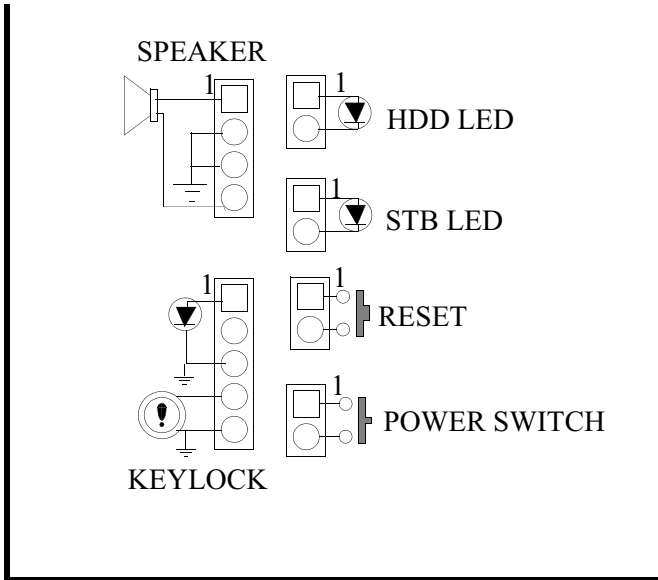 SPEAKER
1
1
HDD LED
1
STB LED
1
1
RESET
1
POWER SWITCH
KEYLOCK